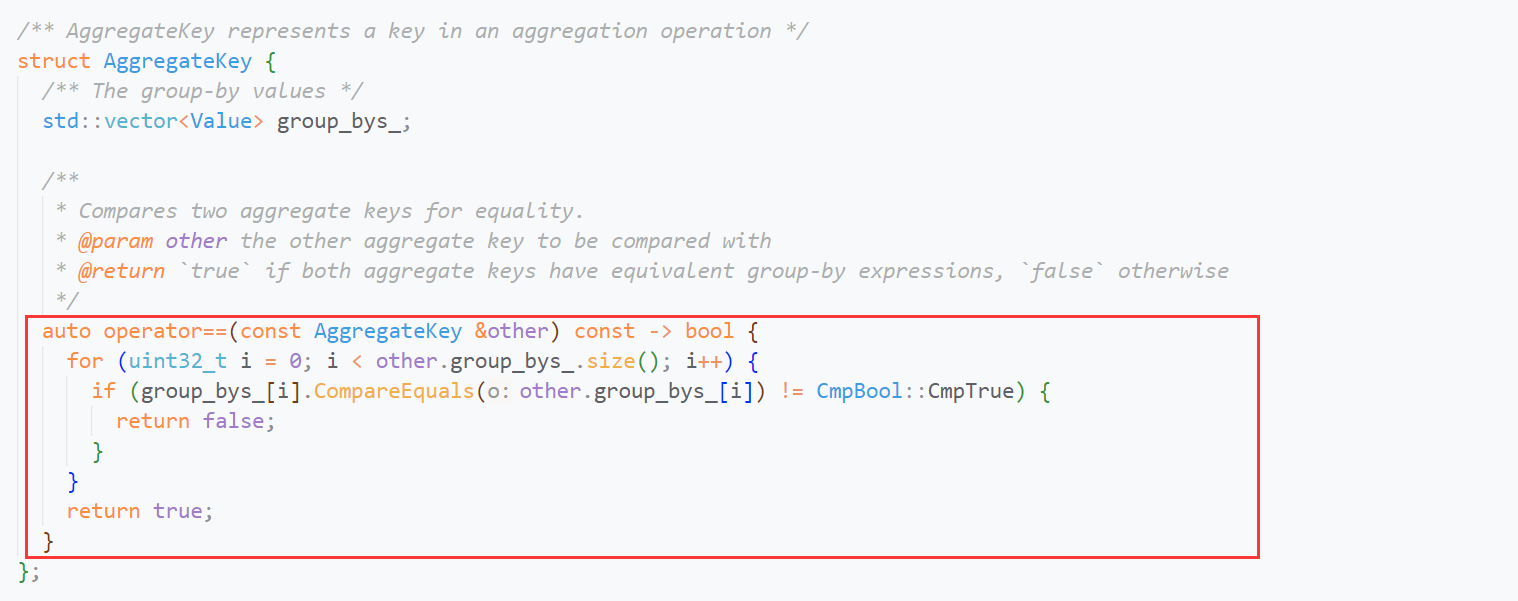 /** AggregateKey represents a key in an aggregation operation */
struct AggregateKey {
/** The group-by values */
std::vector<Value> group_bys_;
/**
* Compares two aggregate keys for equality.
* @param other the other aggregate key to be compared with
* @return `true` if both aggregate keys have equivalent group-by expressions, `false` otherwise
*/
auto operator==(const AggregateKey &other) const -> bool {
for (uint32_t i = 0; i < other.group_bys_.size(); i++) {
if (group_bys_[i].CompareEquals(o: other.group_bys_[i]) != CmpBool::CmpTrue) {
return false;
}
}
return true;
}
};